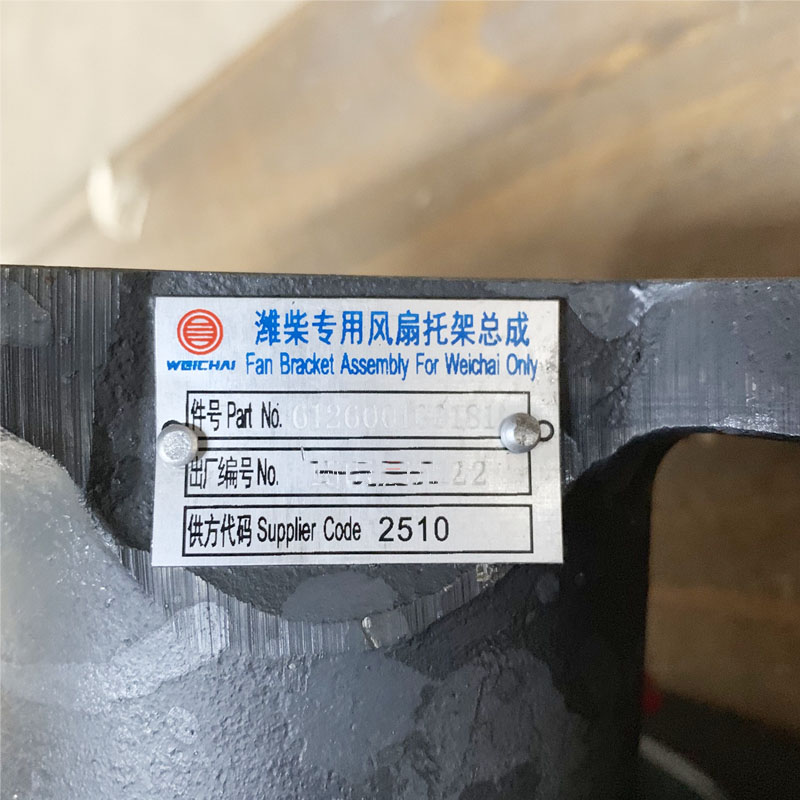 潍柴专用风扇托架总成
WEICHAI Fan Bracket Assembly For Weichai Only
件号 Part No.
出厂编号 No. 22
供方代码 Supplier Code 2510